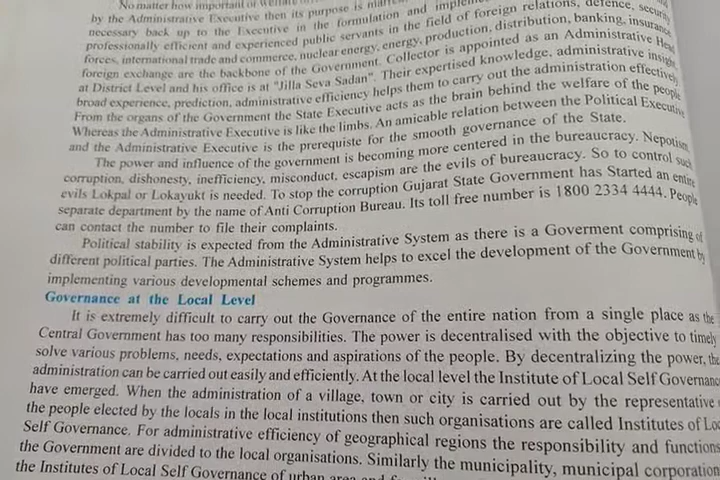 No matter how important or welfare
by the Administrative Executive then its purpose is
necessary back up to the Executive in the formulation and
professionally efficient and experienced public servants in the field of foreign relations, defence, security
forces, international trade and commerce, nuclear energy, energy, production, distribution, banking, insurance
foreign exchange are the backbone of the Government. Collector is appointed as an Administrative Head
at District Level and his office is at "Jilla Seva Sadan". Their expertised knowledge, administrative insight,
broad experience, prediction, administrative efficiency helps them to carry out the administration effectively
From the organs of the Government the State Executive acts as the brain behind the welfare of the people
Whereas the Administrative Executive is like the limbs. An amicable relation between the Political Executive
and the Administrative Executive is the prerequiste for the smooth governance of the State.
The power and influence of the government is becoming more centered in the bureaucracy. Nepotism
corruption, dishonesty, inefficiency, misconduct, escapism are the evils of bureaucracy. So to control such
evils Lokpal or Lokayukt is needed. To stop the corruption Gujarat State Government has Started an entire
separate department by the name of Anti Corruption Bureau. Its toll free number is 1800 2334 4444. People
can contact the number to file their complaints.
Political stability is expected from the Administrative System as there is a Goverment comprising of
different political parties. The Administrative System helps to excel the development of the Government by
implementing various developmental schemes and programmes.
Governance at the Local Level
It is extremely difficult to carry out the Governance of the entire nation from a single place as the
Central Government has too many responsibilities. The power is decentralised with the objective to timely
solve various problems, needs, expectations and aspirations of the people. By decentralizing the power, the
administration can be carried out easily and efficiently. At the local level the Institute of Local Self Governanc
have emerged. When the administration of a village, town or city is carried out by the representative
the people elected by the locals in the local institutions then such organisations are called Institutes of Loc
Self Governance. For administrative efficiency of geographical regions the responsibility and functions
the Government are divided to the local organisations. Similarly the municipality, municipal corporation
the Institutes of Local Self Governance of urban area and for